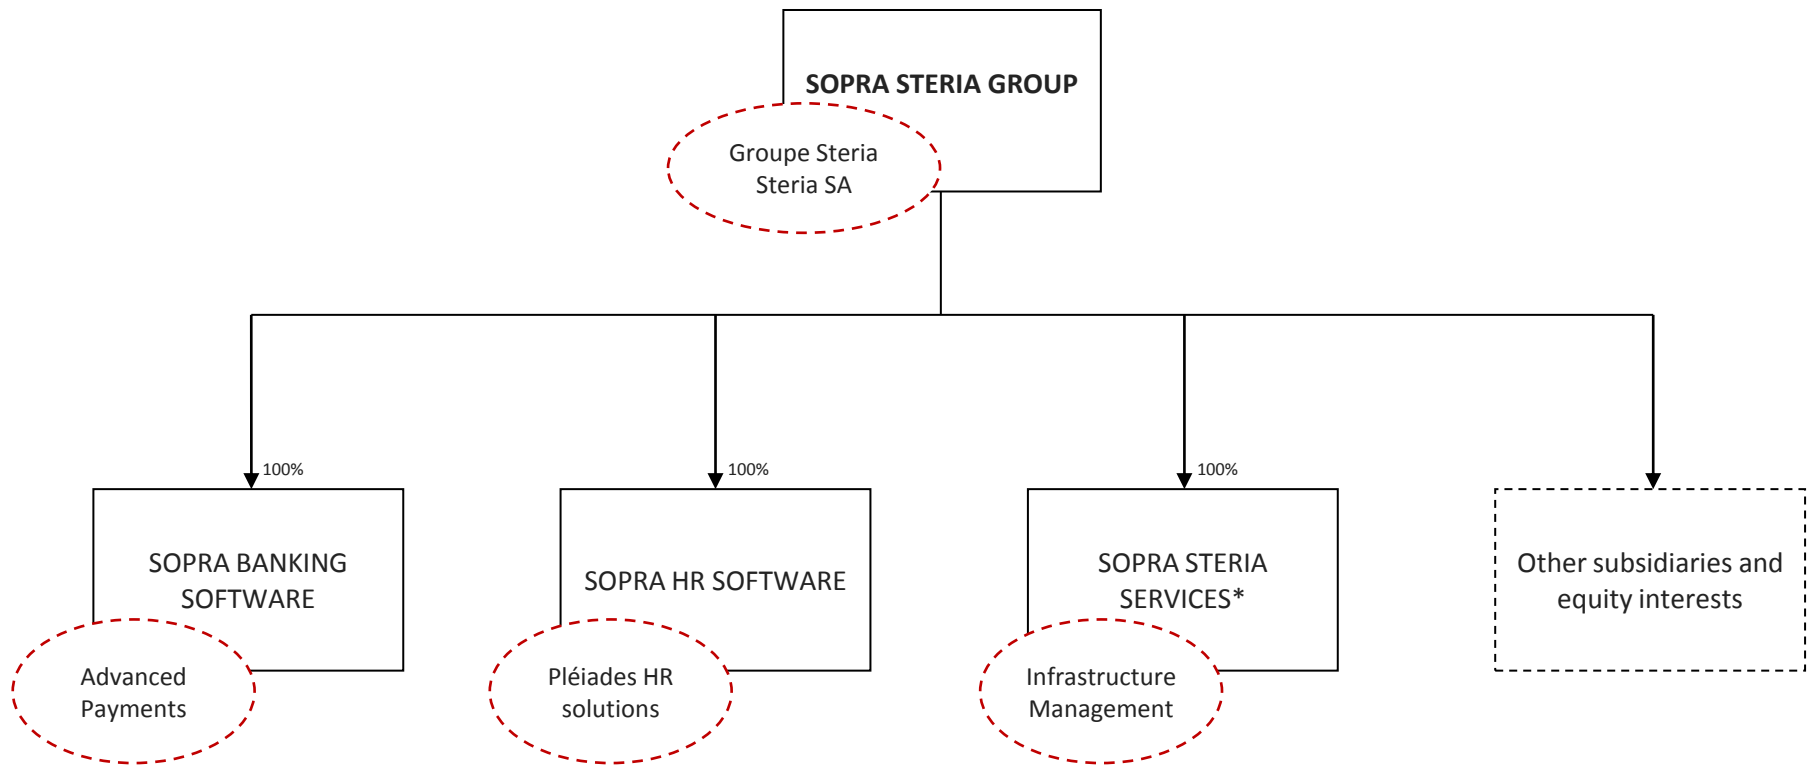 SOPRA STERIA GROUP
Groupe Steria
Steria SA
100%
100%
100%
SOPRA BANKING
SOFTWARE
SOPRA HR SOFTWARE
SOPRA STERIA
SERVICES*
Other subsidiaries and
equity interests
Advanced
Payments
Pléiades HR
solutions
Infrastructure
Management